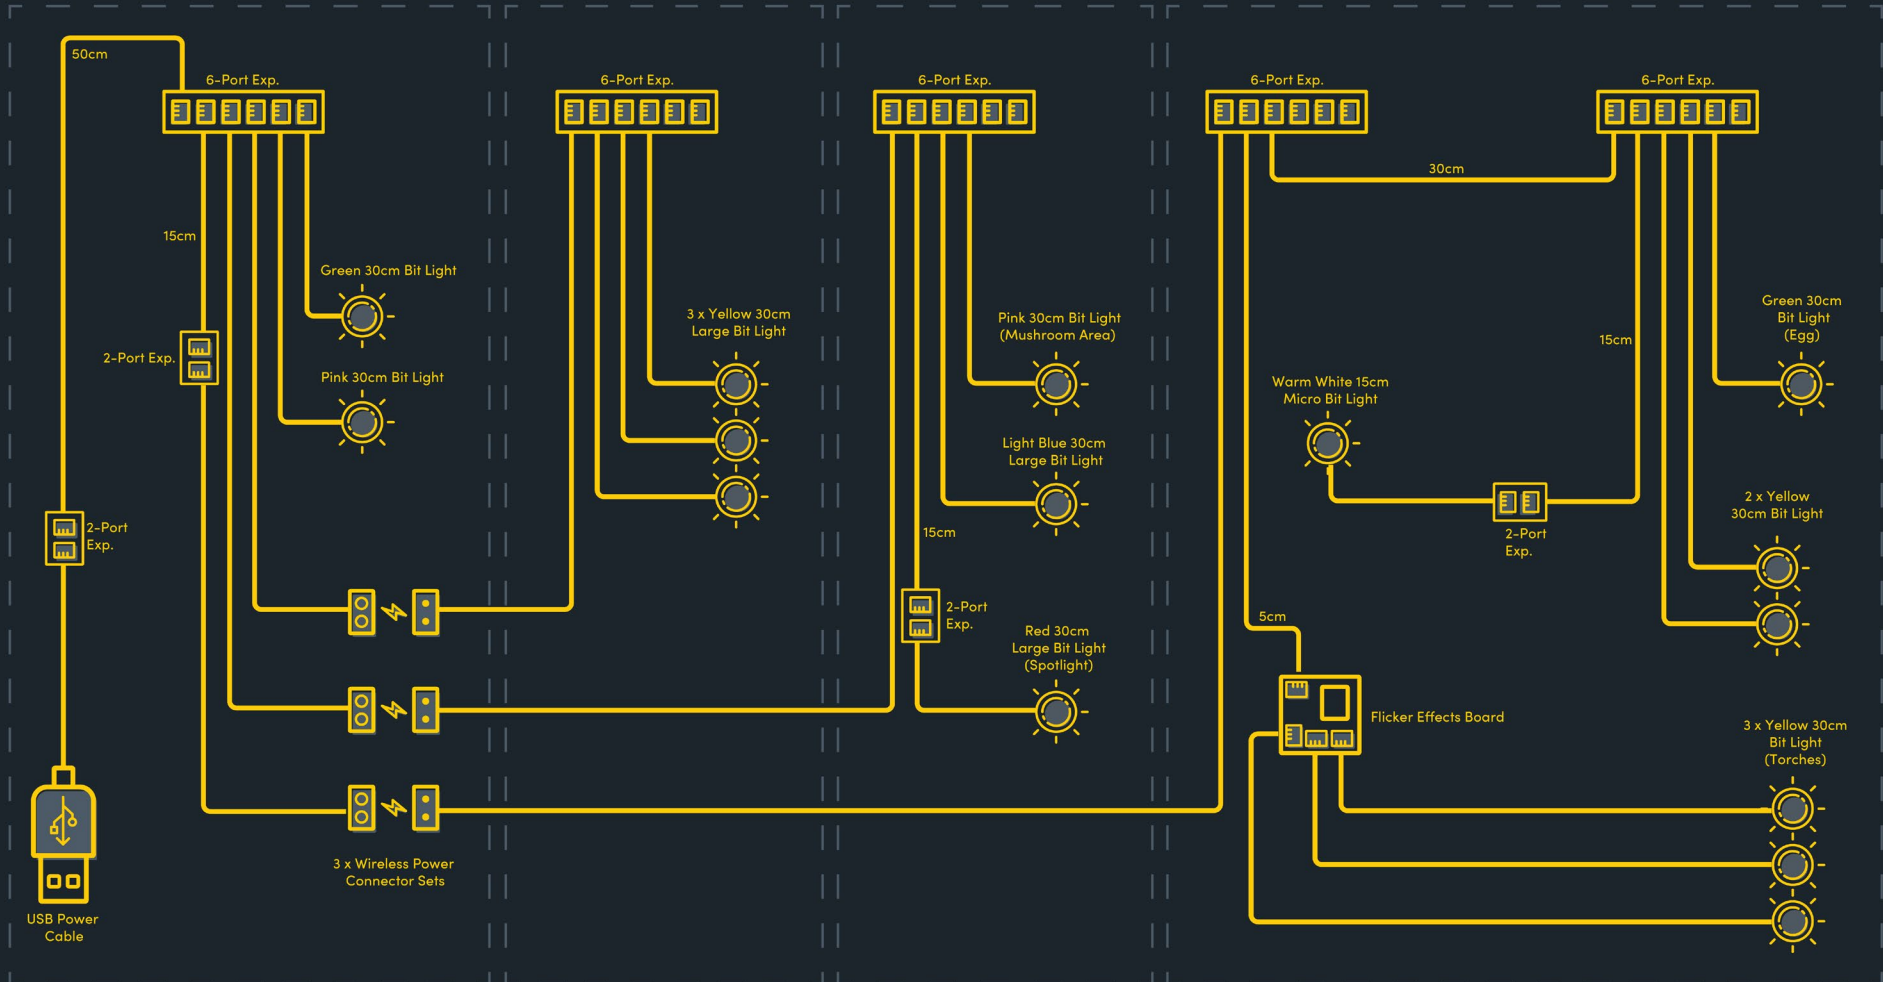 50cm
6-Port Exp.
15cm
Green 30cm Bit Light
2-Port Exp.
Pink 30cm Bit Light
2-Port
Exp.
3 x Wireless Power
Connector Sets
USB Power
Cable
6-Port Exp.
3 x Yellow 30cm
Large Bit Light
6-Port Exp.
Pink 30cm Bit Light
(Mushroom Area)
Light Blue 30cm
Large Bit Light
15cm
2-Port
Exp.
Red 30cm
Large Bit Light
(Spotlight)
6-Port Exp.
6-Port Exp.
30cm
Green 30cm
Bit Light
(Egg)
15cm
Warm White 15cm
Micro Bit Light
2-Port
Exp.
2 x Yellow
30cm Bit Light
5cm
Flicker Effects Board
3 x Yellow 30cm
Bit Light
(Torches)